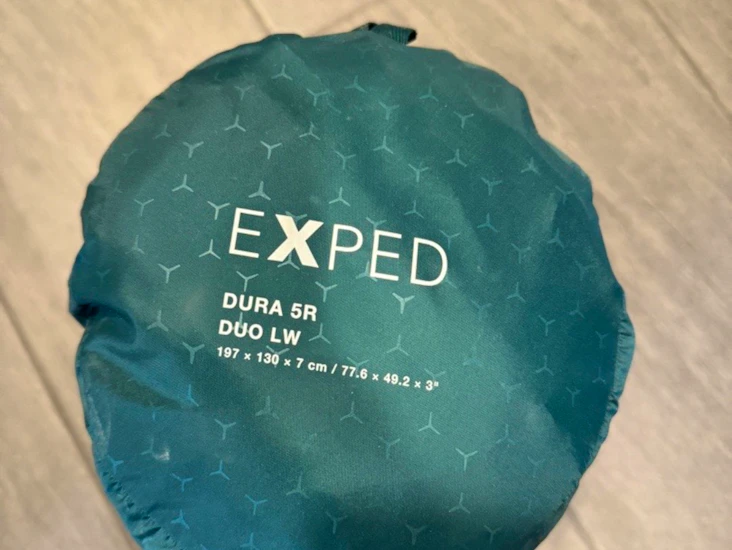 EXPED
DURA 5R
DUO LW
197 × 130 × 7 cm / 77.6 × 49.2 × 3"